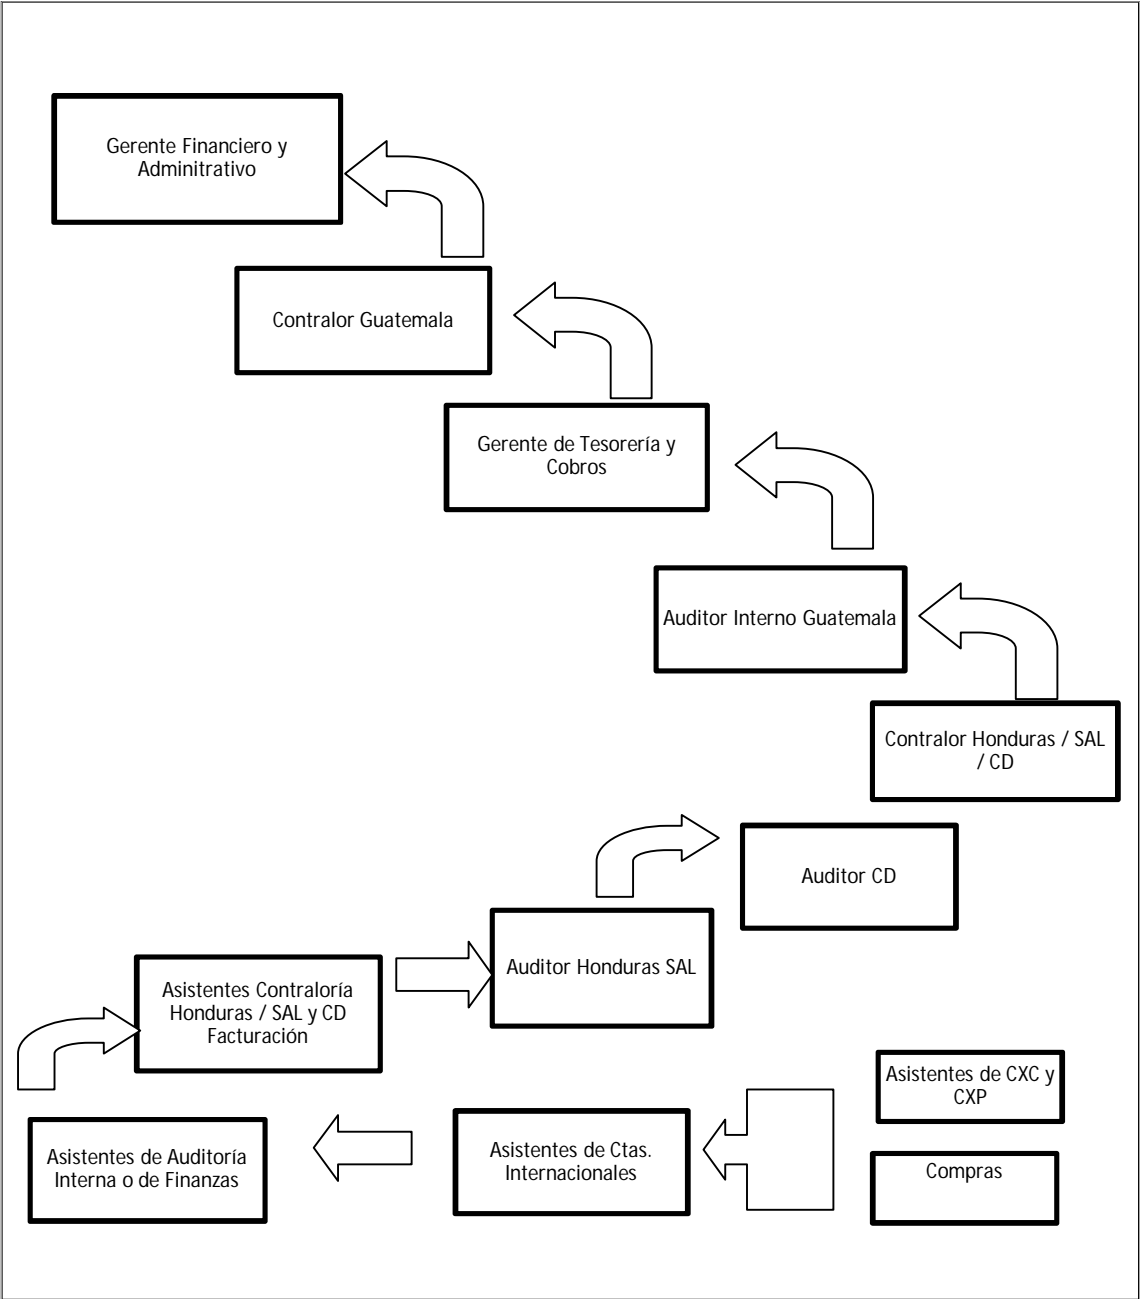 Gerente Financiero y
Adminitrativo
Contralor Guatemala
Gerente de Tesorería y
Cobros
Auditor Interno Guatemala
Contralor Honduras / SAL
/ CD
Auditor CD
Auditor Honduras SAL
Asistentes Contraloría
Honduras / SAL y CD
Facturación
Asistentes de CXC y
CXP
Asistentes de Ctas.
Internacionales
Asistentes de Auditoría
Interna o de Finanzas
Compras